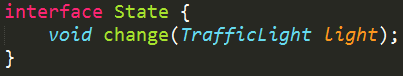 interface State {
    void change(TrafficLight light);
}